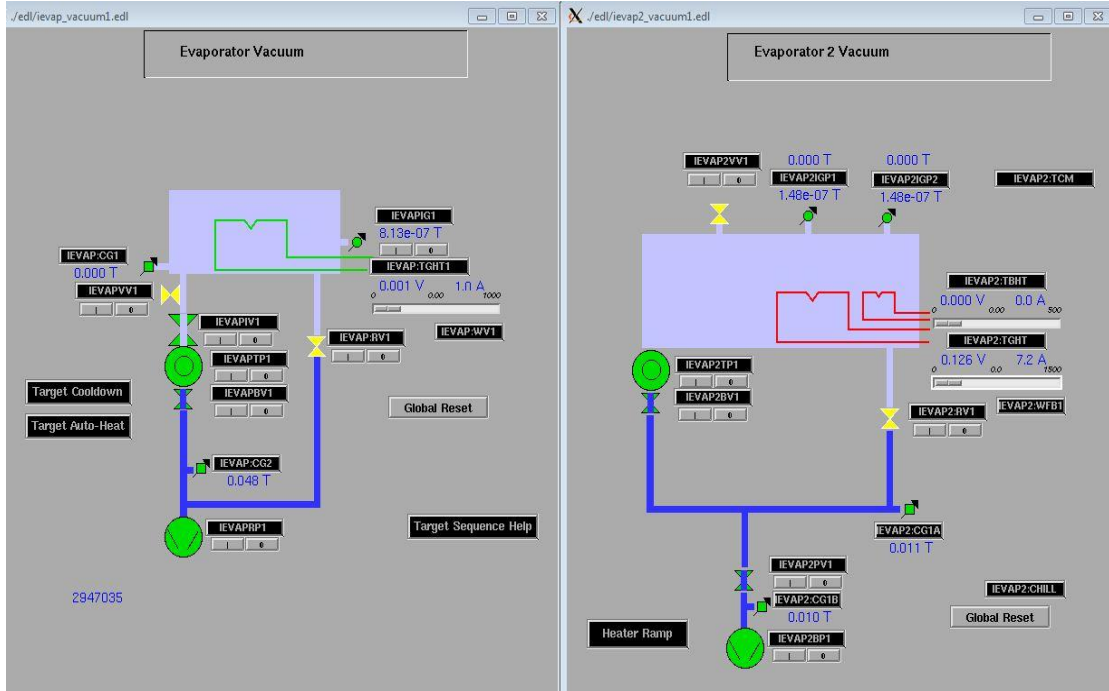 ./edl/ievap_vacuum1.edl
Evaporator Vacuum
IEVAPIG1
8.13e-07 T
IEVAP:CG1
0.000 T
IEVAP:TGHT1
0.001 V 1.0 A
0 0.00 1000
IEVAPVV1
IEVAPIV1
IEVAP:RV1
IEVAP:WV1
IEVAPTP1
IEVAPBV1
Target Cooldown
Target Auto-Heat
Global Reset
IEVAP:CG2
0.048 T
IEVAPRP1
Target Sequence Help
2947035
./edl/ievap2_vacuum1.edl
Evaporator 2 Vacuum
IEVAP2VV1
0.000 T
IEVAP2IGP1
1.48e-07 T
0.000 T
IEVAP2IGP2
1.48e-07 T
IEVAP2:TCM
IEVAP2:TBHT
0.000 V 0.0 A
0 0.00 500
IEVAP2:TGHT
0.126 V 7.2 A
0 0.0 1500
IEVAP2TP1
IEVAP2BV1
IEVAP2:RV1
IEVAP2:WFB1
IEVAP2:CG1A
0.011 T
IEVAP2PV1
IEVAP2:CG1B
0.010 T
IEVAP2BP1
IEVAP2:CHILL
Global Reset
Heater Ramp